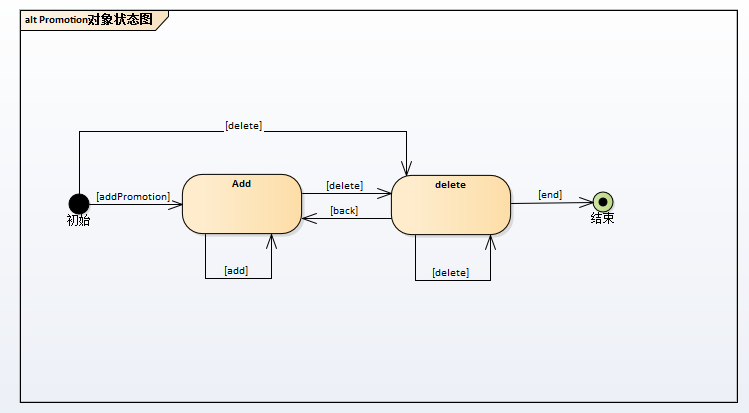 alt Promotion对象状态图
[delete]
Add
delete
[addPromotion]
[delete]
[end]
[back]
初始
结束
[add]
[delete]